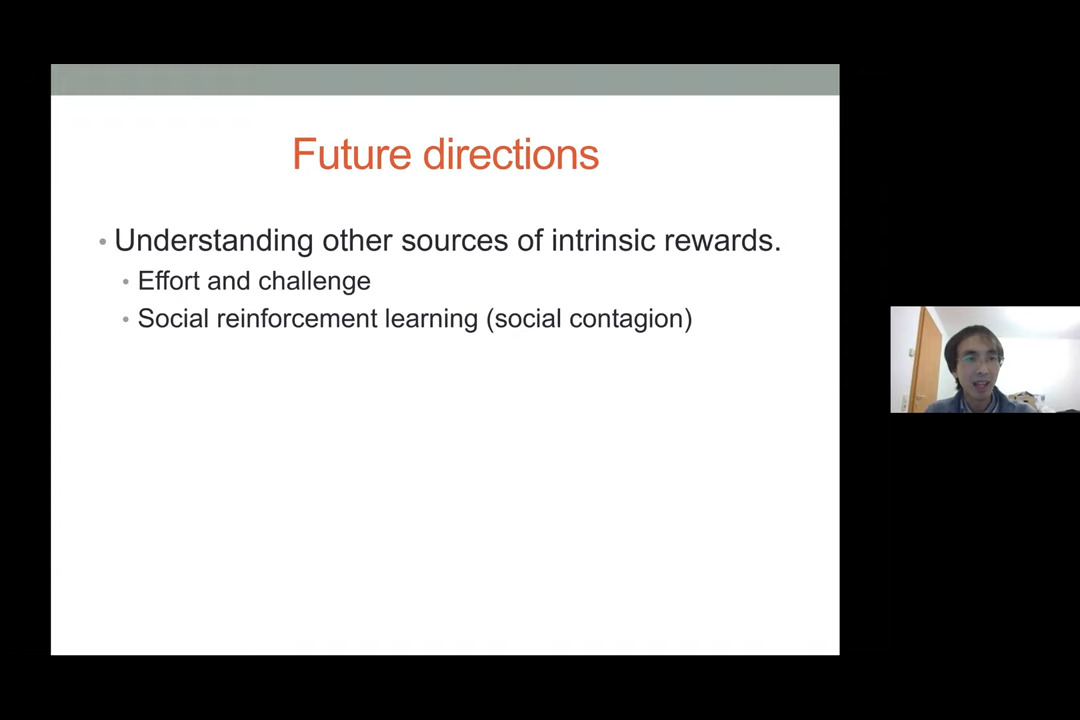 Future directions
• Understanding other sources of intrinsic rewards.
• Effort and challenge
• Social reinforcement learning (social contagion)